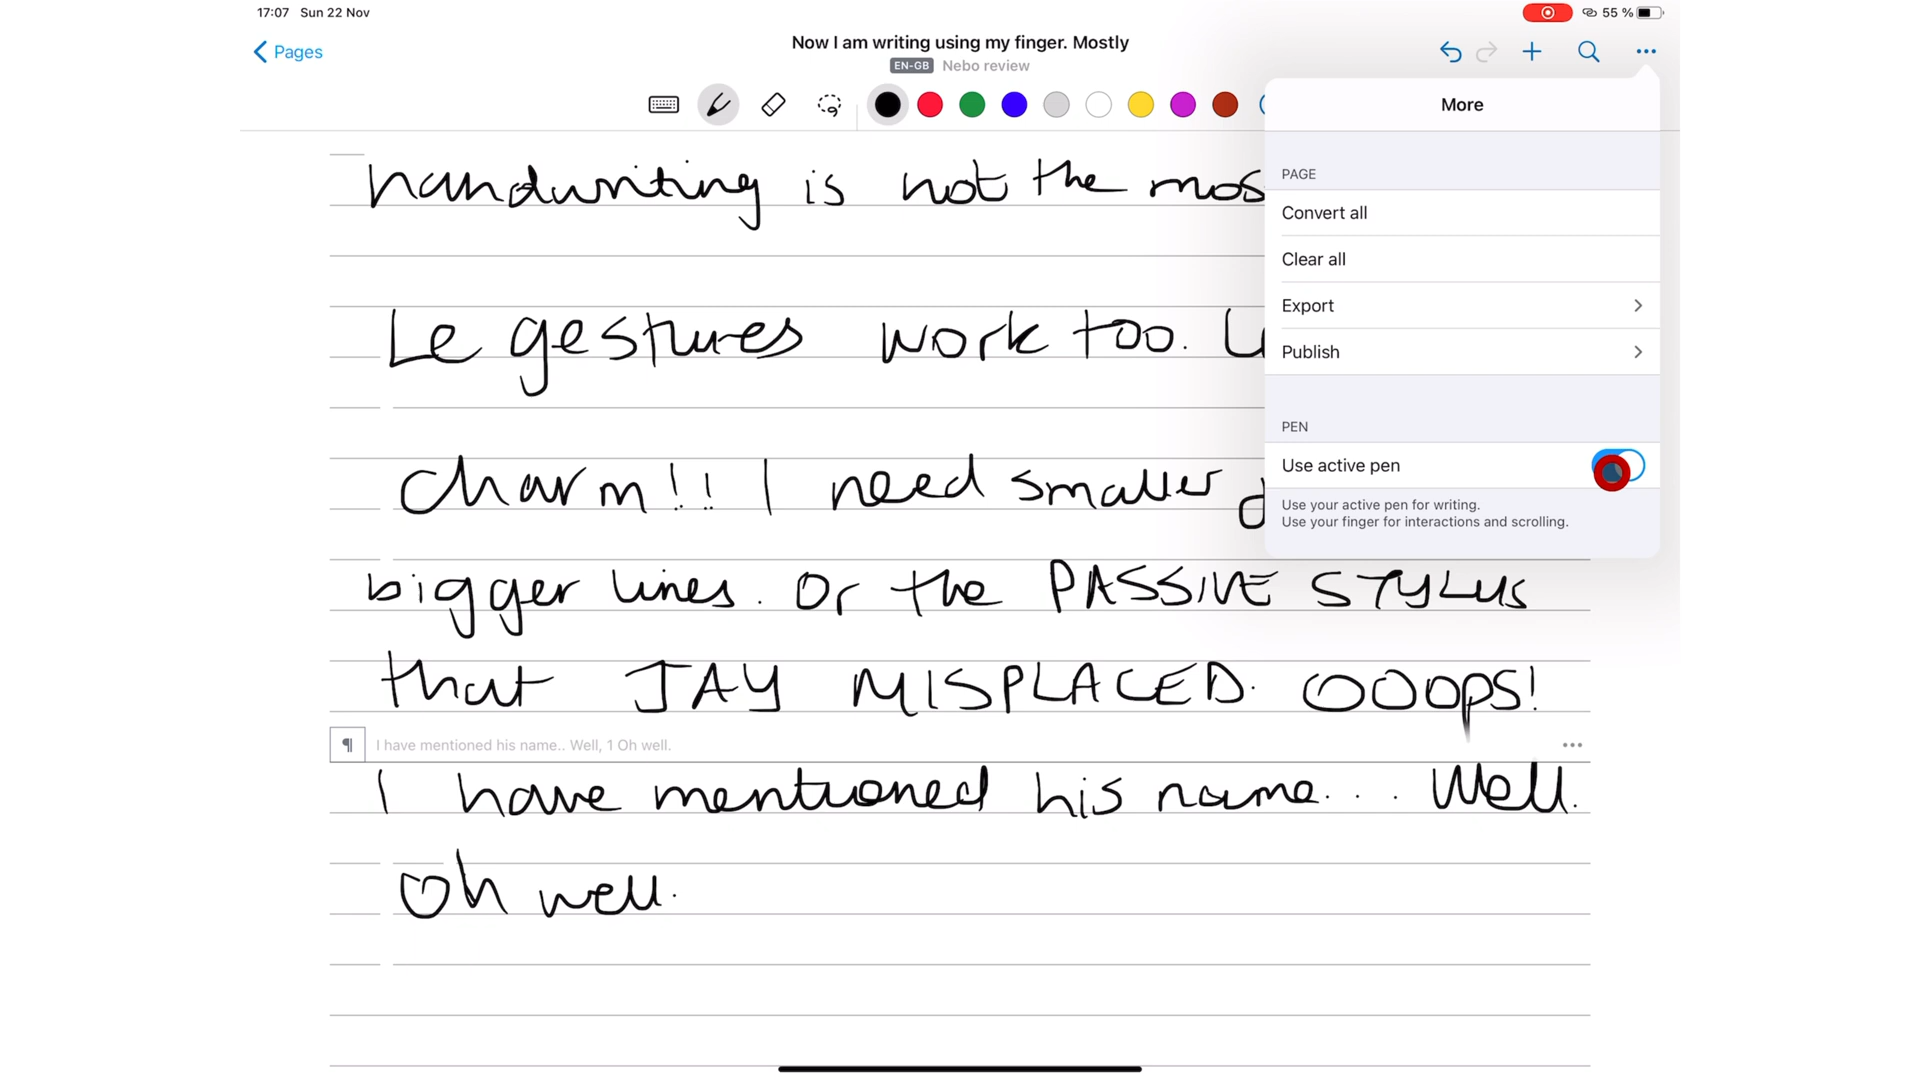 17:07 Sun 22 Nov
55 %
Pages
Now I am writing using my finger. Mostly
EN-GB Nebo review
More
handwriting is not the mos
PAGE
Convert all
Clear all
Export
Le gestures work too.
Publish
PEN
Use active pen
charm!! I need smaller
Use your active pen for writing.
Use your finger for interactions and scrolling.
bigger lines. Or the PASSIVE STYLUS
that JAY MISPLACED. OOOPS!
I have mentioned his name.. Well, 1 Oh well.
I have mentioned his name... Well.
Oh well.